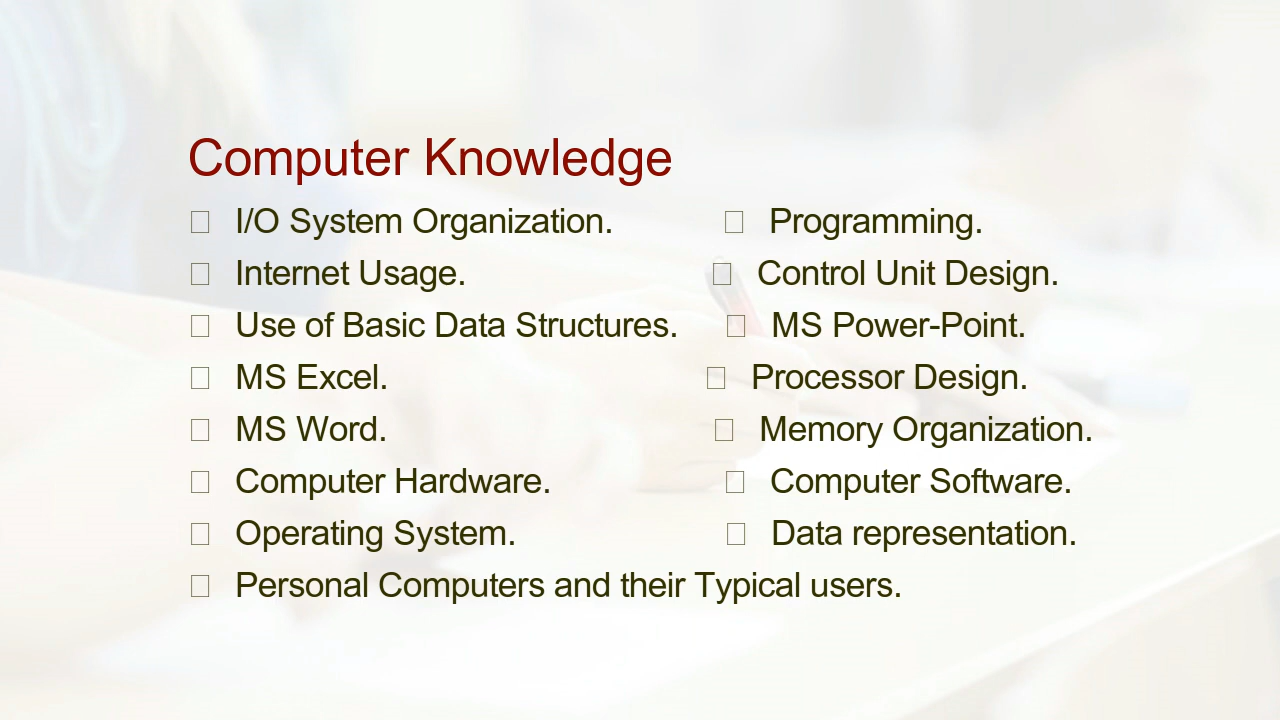 Computer Knowledge
I/O System Organization. Programming.
Internet Usage. Control Unit Design.
Use of Basic Data Structures. MS Power-Point.
MS Excel. Processor Design.
MS Word. Memory Organization.
Computer Hardware. Computer Software.
Operating System. Data representation.
Personal Computers and their Typical users.